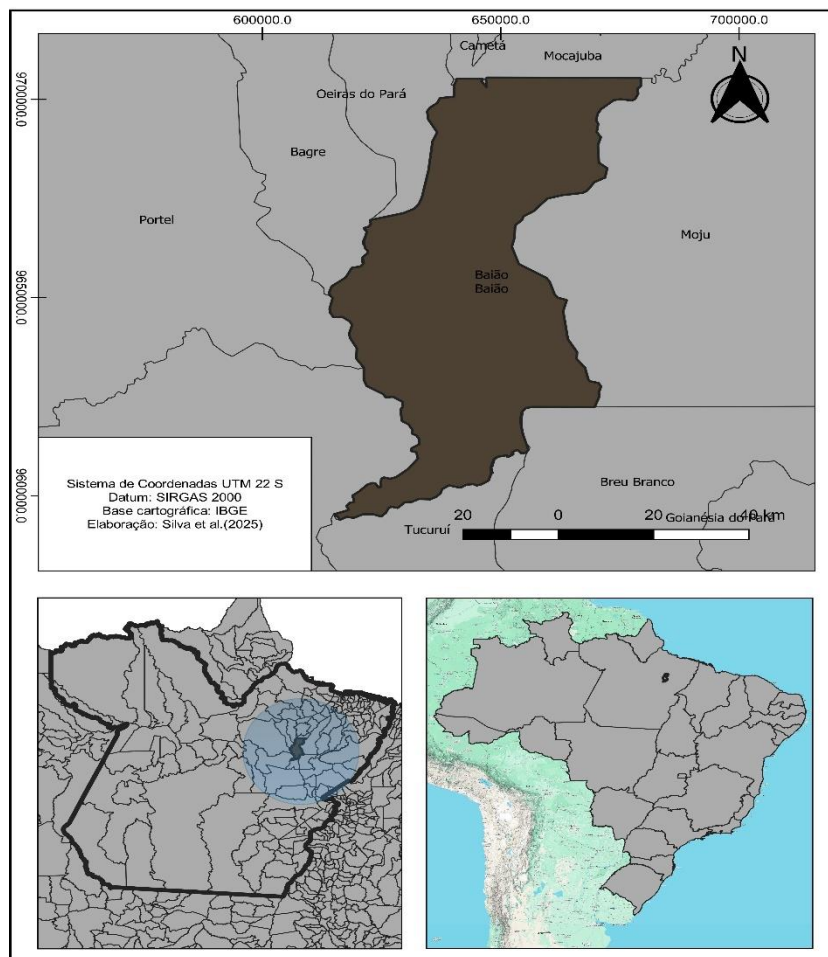 600000.0 650000.0 700000.0
Cametá
Mocajuba
N
Oeiras do Pará
9700000.0
Bagre
Portel
Moju
Baião
Baião
9650000.0
Sistema de Coordenadas UTM 22 S
Datum: SIRGAS 2000
Base cartográfica: IBGE
Elaboração: Silva et al.(2025)
Breu Branco
9600000.0
Goianésia do Pará
Tucuruí
20 0 20 40 km